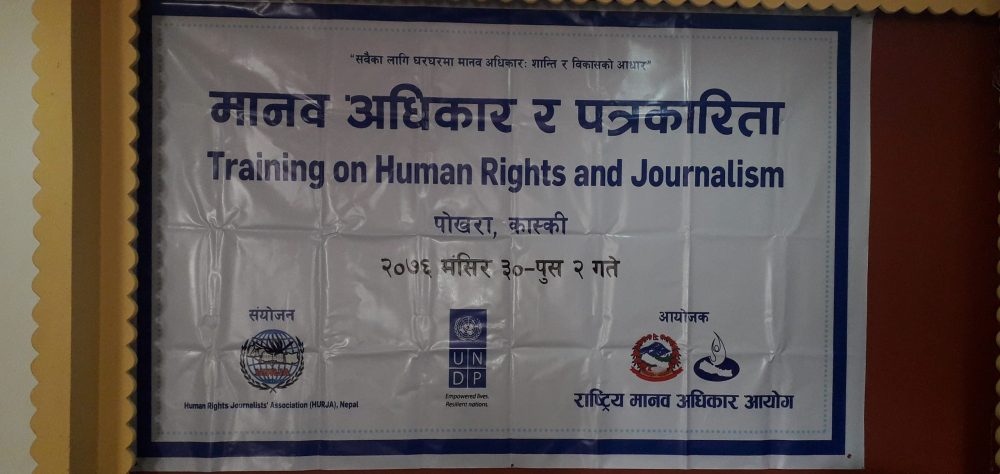 "सबैका लागि घरघरमा मानव अधिकारः शान्ति र विकासको आधार"
मानव अधिकार र पत्रकारिता
Training on Human Rights and Journalism
पोखरा, कास्की
२०७६ मंसिर ३०-पुस २ गते
संयोजन
Human Rights Journalists' Association (HURJA), Nepal
UN
DP
Empowered lives.
Resilient nations.
आयोजक
राष्ट्रिय मानव अधिकार आयोग